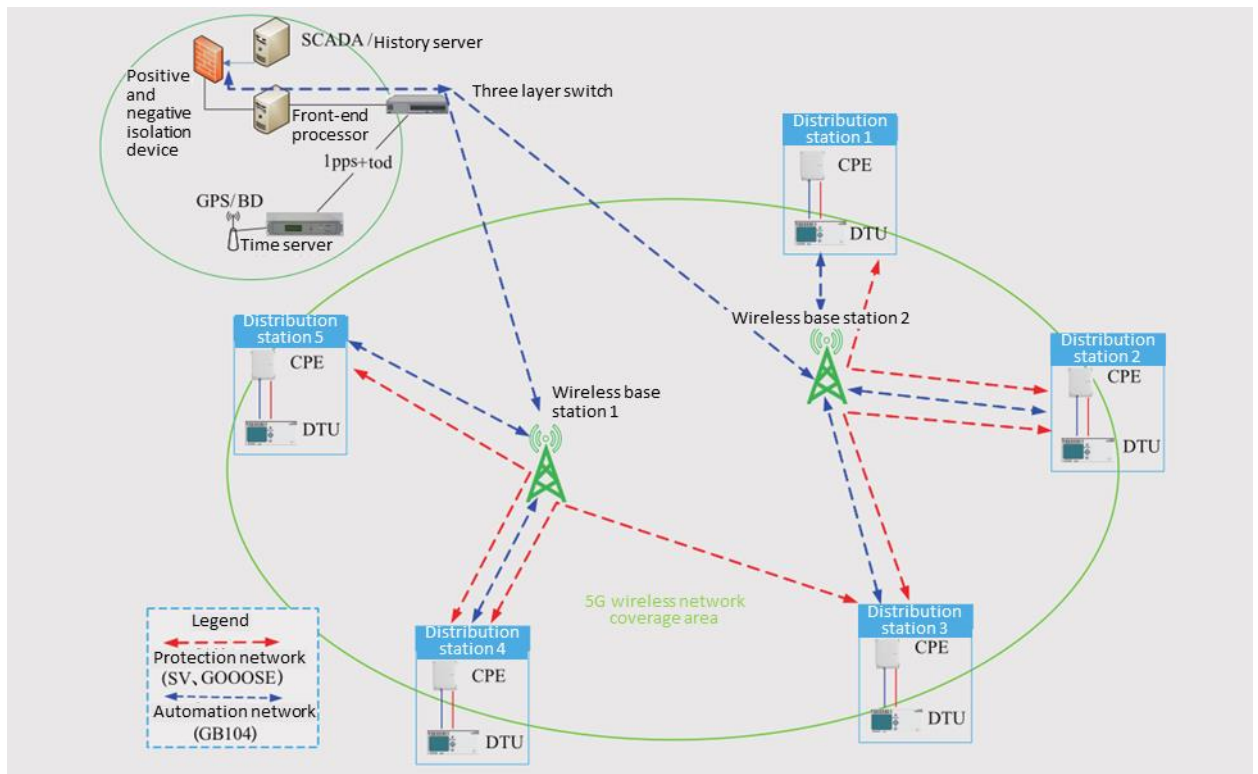 SCADA/History server
Positive
and
negative
isolation
device
Front-end
processor
Three layer switch
1pps+tod
GPS/BD
Time server
Distribution
station 1
CPE
DTU
Wireless base station 2
Distribution
station 2
CPE
DTU
Distribution
station 5
CPE
DTU
Wireless base
station 1
5G wireless network
coverage area
Distribution
station 3
CPE
DTU
Distribution
station 4
CPE
DTU
Legend
Protection network
(SV、GOOOSE)
Automation network
(GB104)